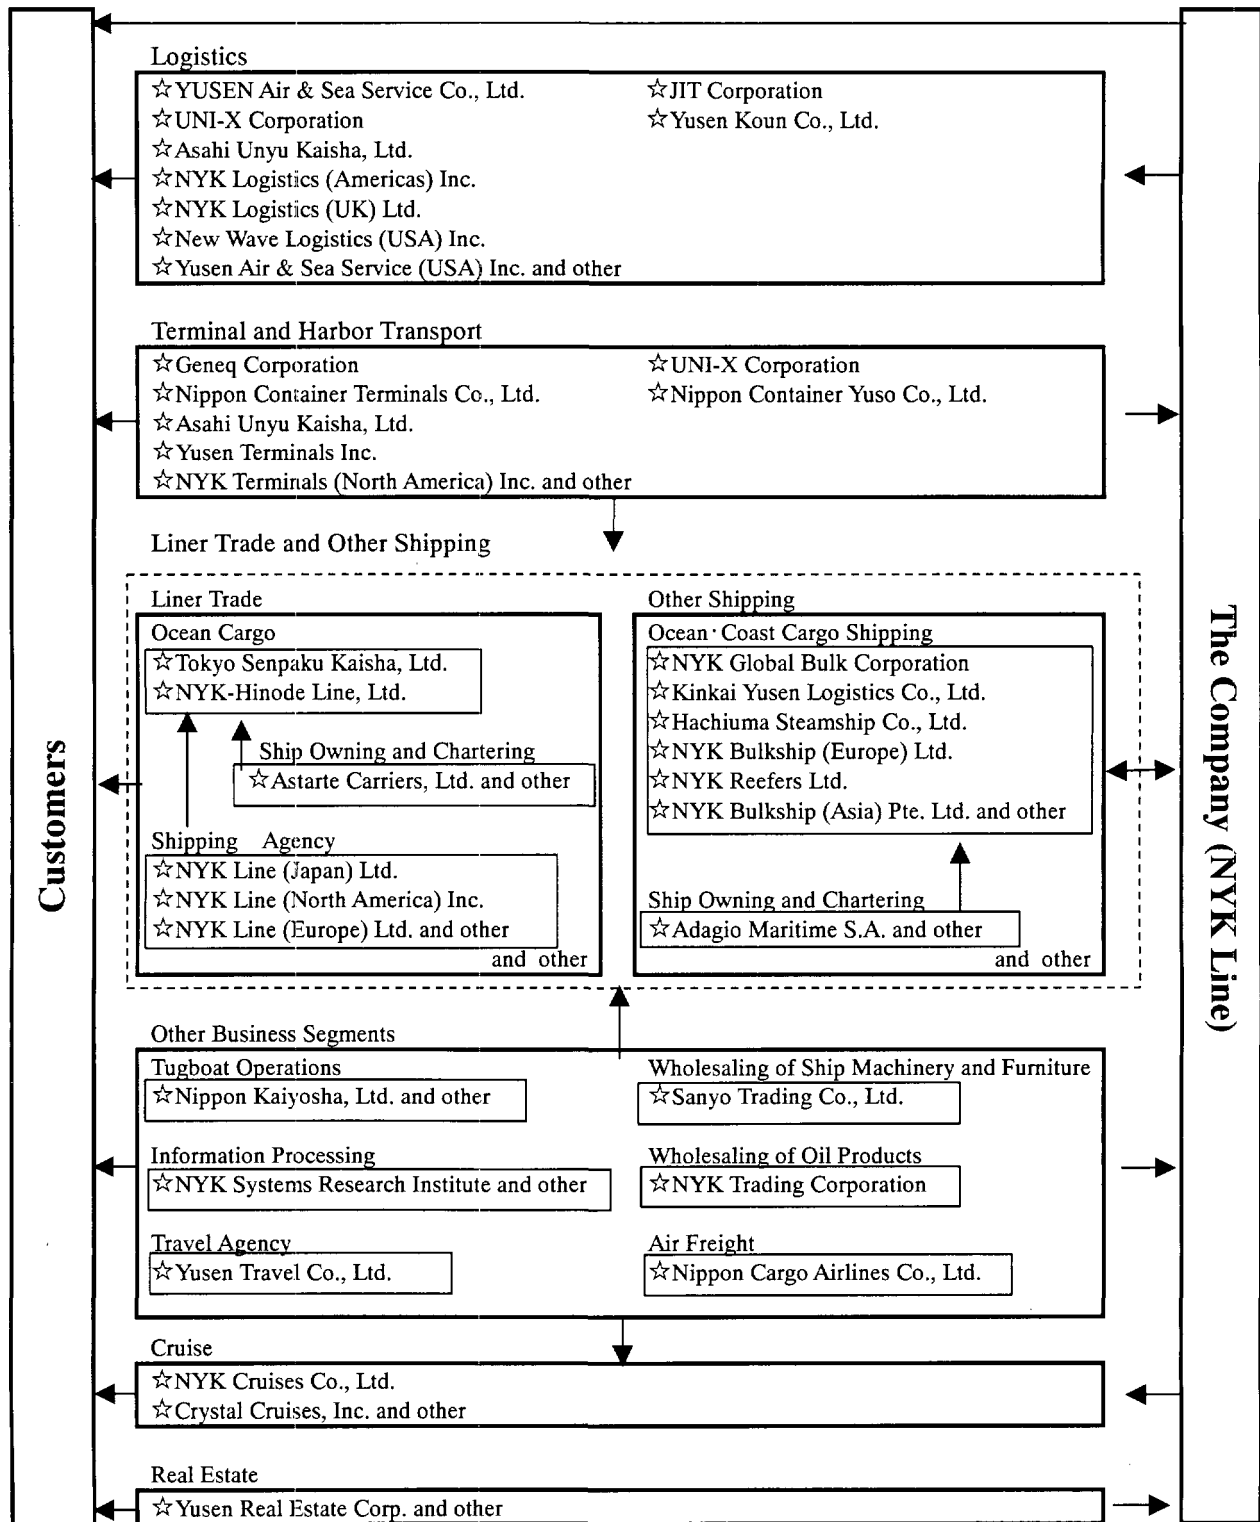 Logistics
☆YUSEN Air & Sea Service Co., Ltd.
☆UNI-X Corporation
☆Asahi Unyu Kaisha, Ltd.
☆NYK Logistics (Americas) Inc.
☆NYK Logistics (UK) Ltd.
☆New Wave Logistics (USA) Inc.
☆Yusen Air & Sea Service (USA) Inc. and other
☆JIT Corporation
☆Yusen Koun Co., Ltd.
Terminal and Harbor Transport
☆Geneq Corporation
☆Nippon Container Terminals Co., Ltd.
☆Asahi Unyu Kaisha, Ltd.
☆Yusen Terminals Inc.
☆NYK Terminals (North America) Inc. and other
☆UNI-X Corporation
☆Nippon Container Yuso Co., Ltd.
Liner Trade and Other Shipping
Liner Trade
Ocean Cargo
☆Tokyo Senpaku Kaisha, Ltd.
☆NYK-Hinode Line, Ltd.
Ship Owning and Chartering
☆Astarte Carriers, Ltd. and other
Shipping Agency
☆NYK Line (Japan) Ltd.
☆NYK Line (North America) Inc.
☆NYK Line (Europe) Ltd. and other
and other
Other Shipping
Ocean·Coast Cargo Shipping
☆NYK Global Bulk Corporation
☆Kinkai Yusen Logistics Co., Ltd.
☆Hachiuma Steamship Co., Ltd.
☆NYK Bulkship (Europe) Ltd.
☆NYK Reefers Ltd.
☆NYK Bulkship (Asia) Pte. Ltd. and other
Ship Owning and Chartering
☆Adagio Maritime S.A. and other
and other
Other Business Segments
Tugboat Operations
☆Nippon Kaiyosha, Ltd. and other
Information Processing
☆NYK Systems Research Institute and other
Travel Agency
☆Yusen Travel Co., Ltd.
Wholesaling of Ship Machinery and Furniture
☆Sanyo Trading Co., Ltd.
Wholesaling of Oil Products
☆NYK Trading Corporation
Air Freight
☆Nippon Cargo Airlines Co., Ltd.
Cruise
☆NYK Cruises Co., Ltd.
☆Crystal Cruises, Inc. and other
Real Estate
☆Yusen Real Estate Corp. and other
Customers
The Company (NYK Line)